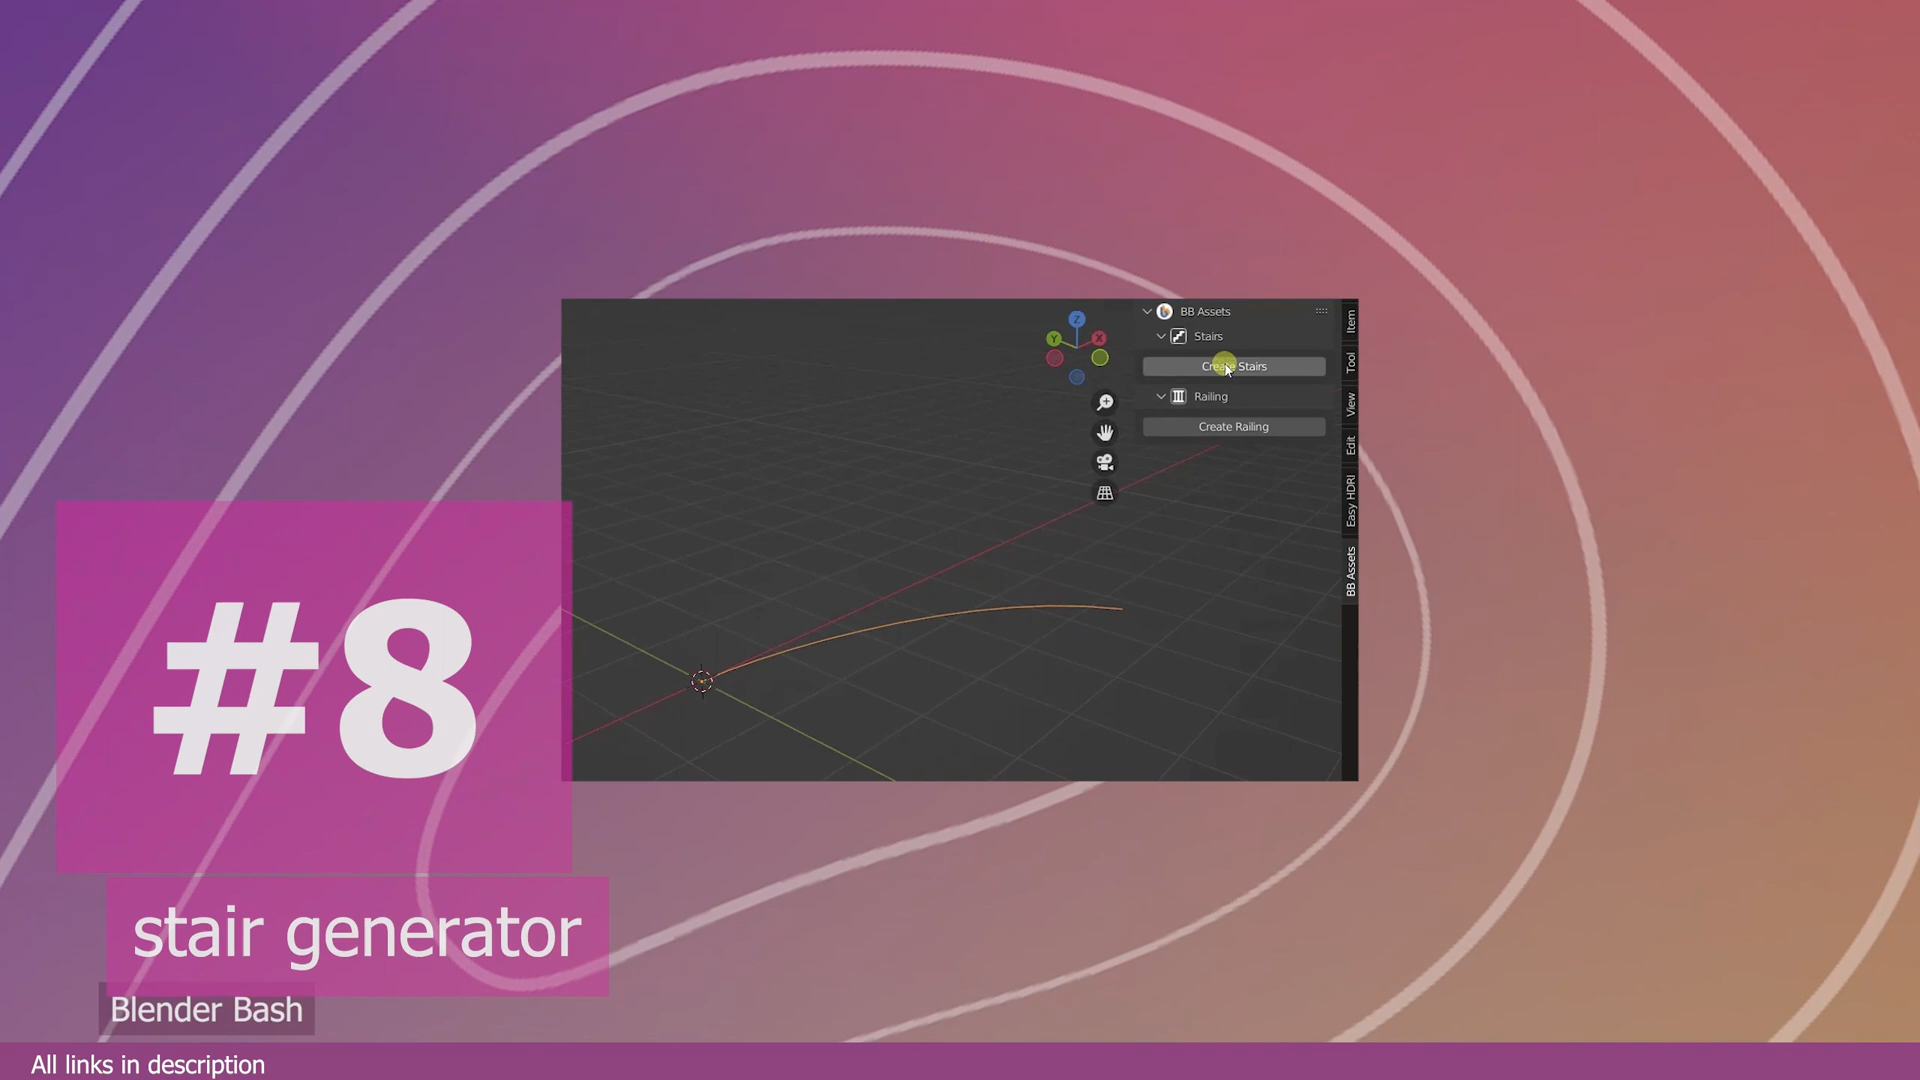 BB Assets
Stairs
Create Stairs
Railing
Create Railing
Item
Tool
View
Edit
Easy HDRI
BB Assets
Z
Y
X
#8
stair generator
Blender Bash
All links in description